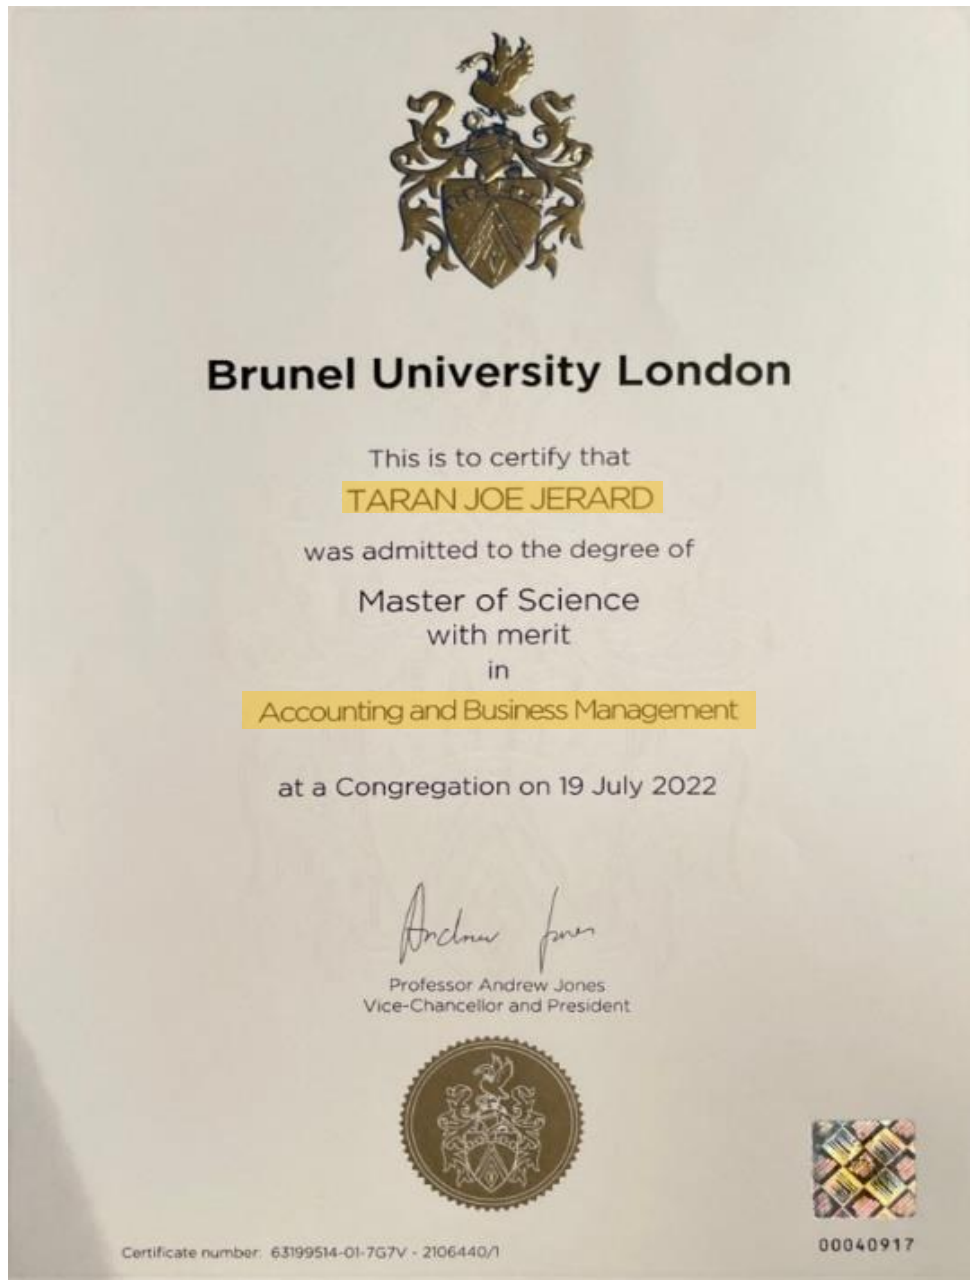 Brunel University London
This is to certify that
TARAN JOE JERARD
was admitted to the degree of
Master of Science
with merit
in
Accounting and Business Management
at a Congregation on 19 July 2022
Andrew Jones
Professor Andrew Jones
Vice-Chancellor and President
Certificate number: 63199514-01-7G7V - 2106440/1
00040917